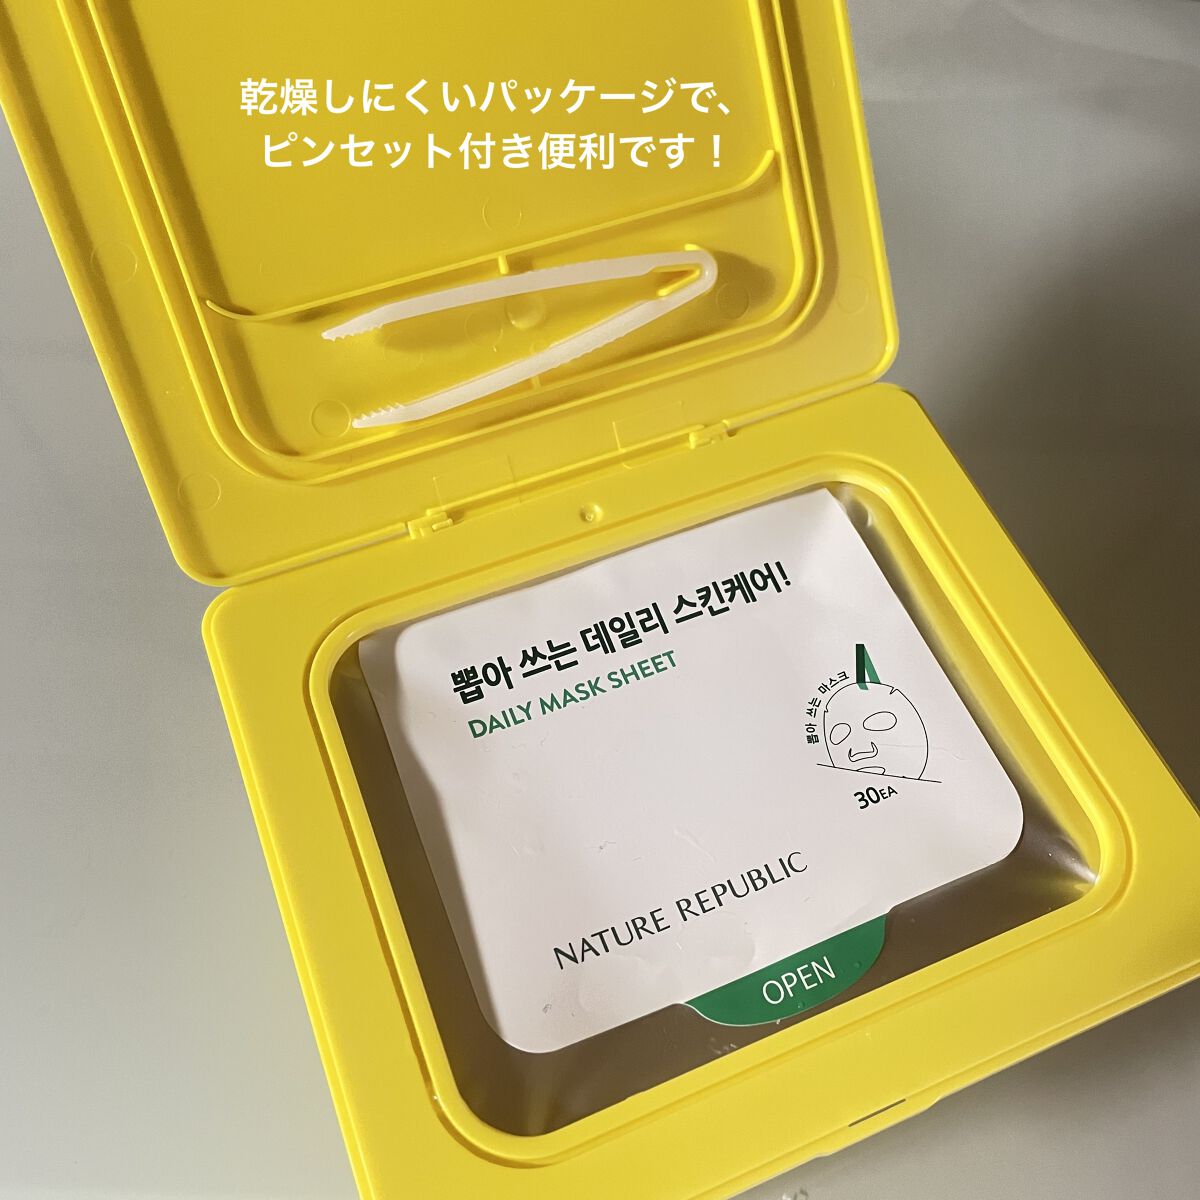 乾燥しにくいパッケージで、
ピンセット付き便利です！
뽑아 쓰는 데일리 스킨케어!
DAILY MASK SHEET
뽑아 쓰는 마스크
30EA
NATURE REPUBLIC
OPEN